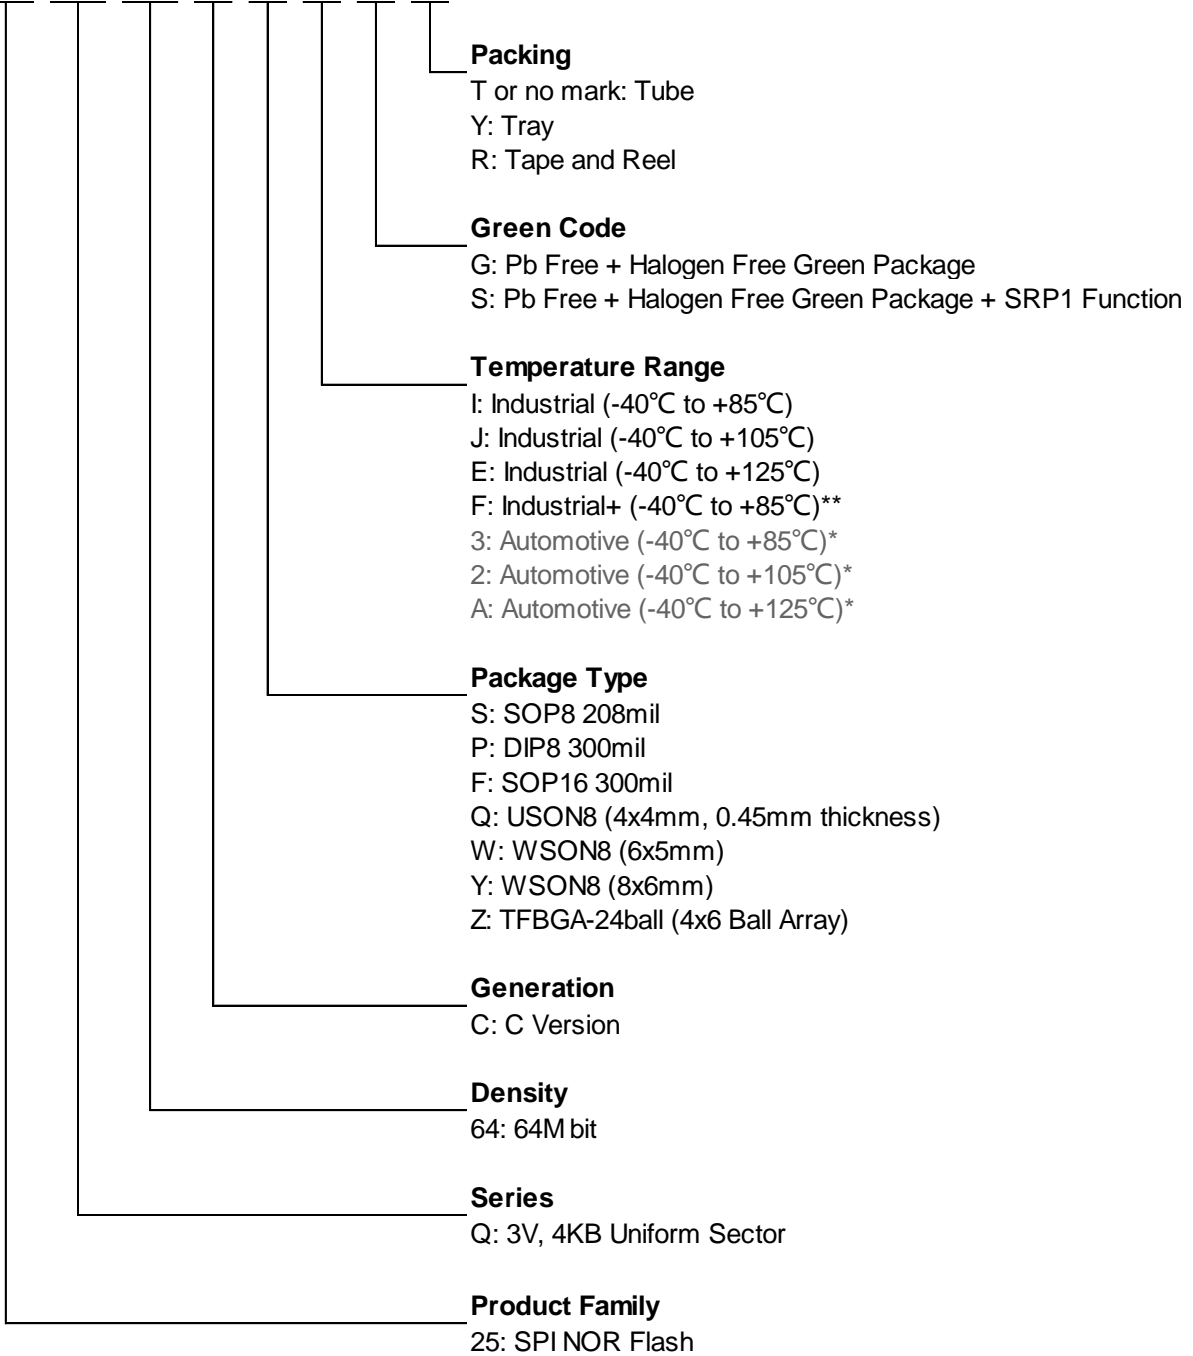 Packing
T or no mark: Tube
Y: Tray
R: Tape and Reel
Green Code
G: Pb Free + Halogen Free Green Package
S: Pb Free + Halogen Free Green Package + SRP1 Function
Temperature Range
I: Industrial (-40℃ to +85℃)
J: Industrial (-40℃ to +105℃)
E: Industrial (-40℃ to +125℃)
F: Industrial+ (-40℃ to +85℃)**
3: Automotive (-40℃ to +85℃)*
2: Automotive (-40℃ to +105℃)*
A: Automotive (-40℃ to +125℃)*
Package Type
S: SOP8 208mil
P: DIP8 300mil
F: SOP16 300mil
Q: USON8 (4x4mm, 0.45mm thickness)
W: WSON8 (6x5mm)
Y: WSON8 (8x6mm)
Z: TFBGA-24ball (4x6 Ball Array)
Generation
C: C Version
Density
64: 64M bit
Series
Q: 3V, 4KB Uniform Sector
Product Family
25: SPI NOR Flash